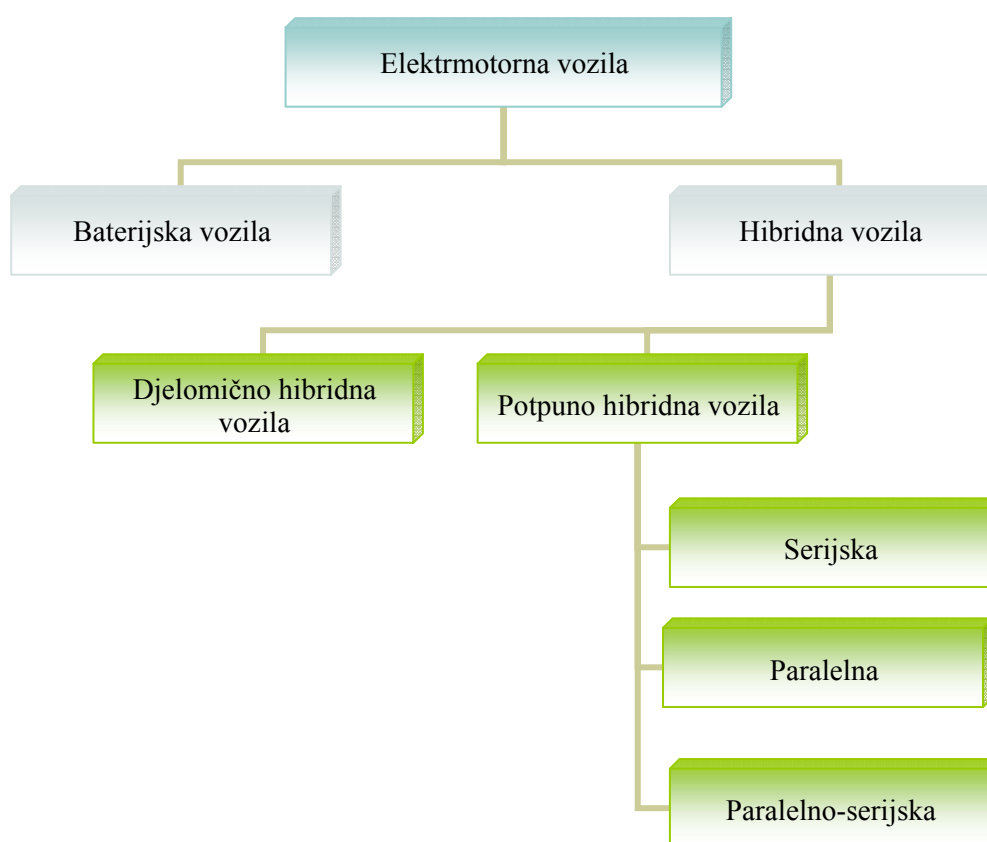 Elektrmotorna vozila
Baterijska vozila
Hibridna vozila
Djelomično hibridna
vozila
Potpuno hibridna vozila
Serijska
Paralelna
Paralelno-serijska